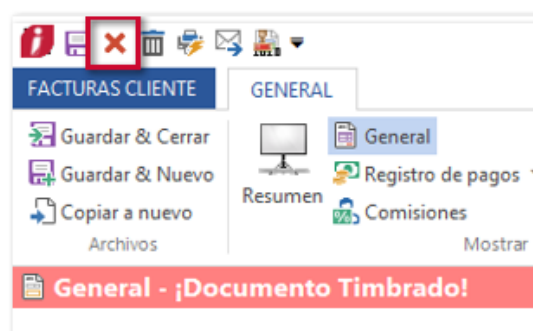 FACTURAS CLIENTE
GENERAL
Guardar & Cerrar
Guardar & Nuevo
Copiar a nuevo
Archivos
Resumen
General
Registro de pagos
Comisiones
Mostrar
General - ¡Documento Timbrado!